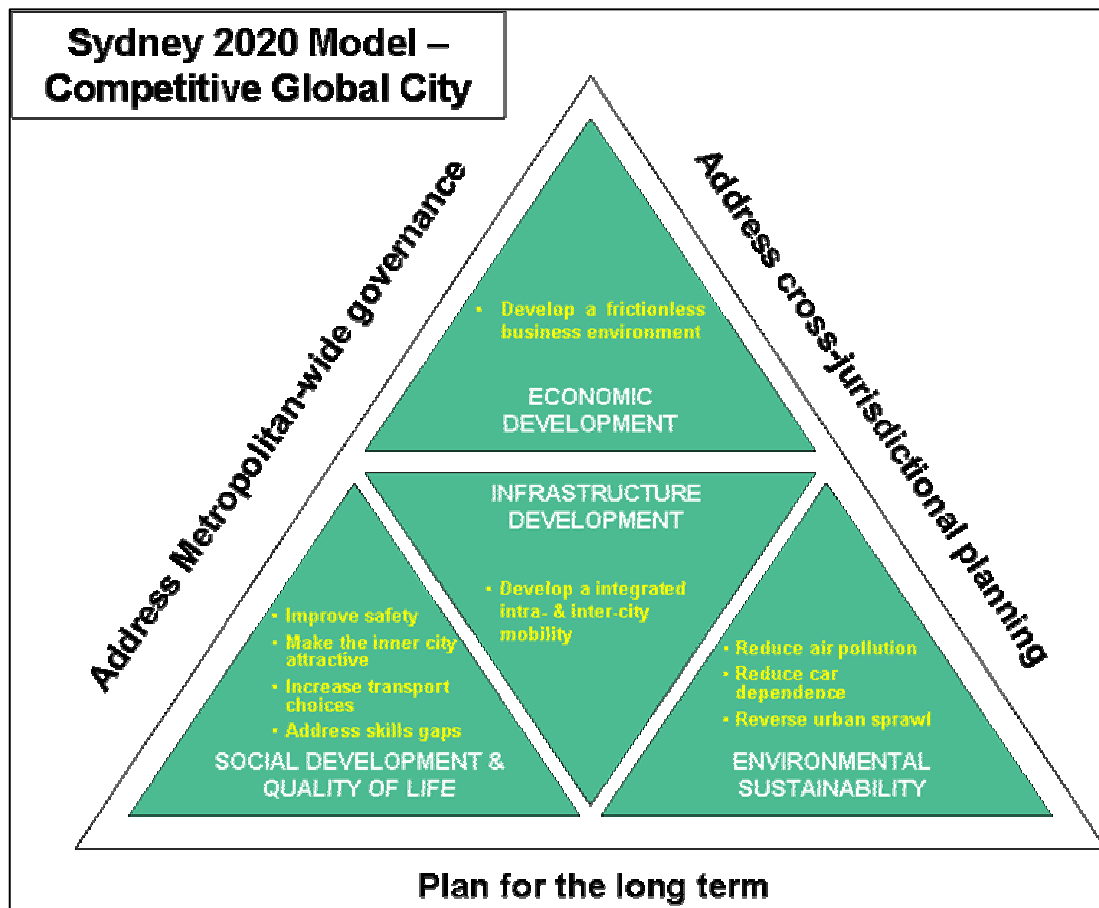 Sydney 2020 Model –
Competitive Global City
Address Metropolitan-wide governance
Address cross-jurisdictional planning
• Develop a frictionless
business environment
ECONOMIC
DEVELOPMENT
INFRASTRUCTURE
DEVELOPMENT
• Develop a integrated
intra- & inter-city
mobility
• Improve safety
• Make the inner city
attractive
• Increase transport
choices
• Address skills gaps
SOCIAL DEVELOPMENT &
QUALITY OF LIFE
• Reduce air pollution
• Reduce car
dependence
• Reverse urban sprawl
ENVIRONMENTAL
SUSTAINABILITY
Plan for the long term